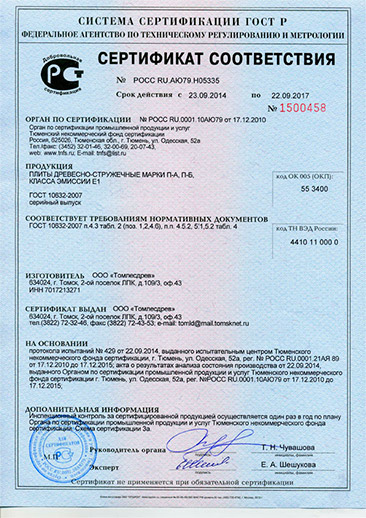 СИСТЕМА СЕРТИФИКАЦИИ ГОСТ Р
ФЕДЕРАЛЬНОЕ АГЕНТСТВО ПО ТЕХНИЧЕСКОМУ РЕГУЛИРОВАНИЮ И МЕТРОЛОГИИ
Добровольная
сертификация
СЕРТИФИКАТ СООТВЕТСТВИЯ
№ РОСС RU.АЮ79.Н05335
Срок действия с 23.09.2014 по 22.09.2017
№ 1500458
ОРГАН ПО СЕРТИФИКАЦИИ № РОСС RU.0001.10АЮ79 от 17.12.2010
Орган по сертификации промышленной продукции и услуг
Тюменский некоммерческий фонд сертификации
Россия, 625026, Тюменская обл., г. Тюмень, ул. Одесская, 52а
Тел./факс: (3452) 32-01-46, 32-00-69, 20-07-43,
web: www.tnfs.ru; E-mail: tnfs@list.ru
ПРОДУКЦИЯ
ПЛИТЫ ДРЕВЕСНО-СТРУЖЕЧНЫЕ МАРКИ П-А, П-Б,
КЛАССА ЭМИССИИ Е1
ГОСТ 10632-2007
серийный выпуск
код ОК 005 (ОКП):
55 3400
СООТВЕТСТВУЕТ ТРЕБОВАНИЯМ НОРМАТИВНЫХ ДОКУМЕНТОВ
ГОСТ 10632-2007 п.4.3 табл. 2 (поз. 1,2,4.6), п.п. 4.5.2, 5.1,5.2 табл. 4
код ТН ВЭД России:
4410 11 000 0
ИЗГОТОВИТЕЛЬ ООО «Томлесдрев»
634024, г. Томск, 2-ой поселок ЛПК, д.109/3, оф.43
ИНН 7017213271
СЕРТИФИКАТ ВЫДАН ООО «Томлесдрев»
634024, г. Томск, 2-ой поселок ЛПК, д.109/3, оф.43
тел:(3822) 72-32-46, факс (3822) 72-43-53; e-mail: tomld@mail.tomsknet.ru
НА ОСНОВАНИИ
протокола испытаний № 429 от 22.09.2014, выданного испытательным центром Тюменского
некоммерческого фонда сертификации г. Тюмень, ул. Одесская, 52а, рег. № РОСС RU.0001.21АЯ 89
от 17.12.2010 до 17.12.2015; акта о результатах анализа состояния производства от 22.09.2014,
выданного Органом по сертификации промышленной продукции и услуг Тюменского некоммерческого
фонда сертификации г. Тюмень, ул. Одесская, 52а, рег. №РОСС RU.0001.10АЮ79 от 17.12.2010 до
17.12.2015;
ДОПОЛНИТЕЛЬНАЯ ИНФОРМАЦИЯ
Инспекционный контроль за сертифицированной продукцией осуществляется один раз в год по плану
Органа по сертификации промышленной продукции и услуг Тюменского некоммерческого фонда
сертификации; Схема сертификации 3а.
ДЛЯ
СЕРТИФИКАТОВ
М.П.
Руководитель органа
Т. Н. Чувашова
Эксперт
Е. А. Шешукова
Сертификат не применяется при обязательной сертификации